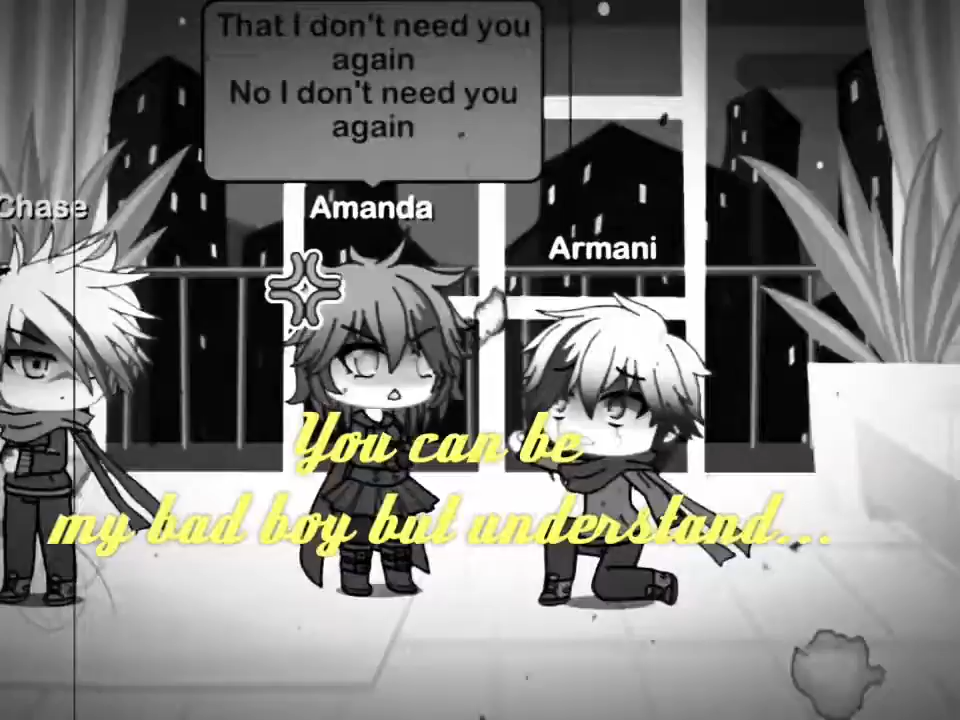 That I don't need you
again
No I don't need you
again
Chase
Amanda
Armani
You can be
my bad boy but understand...